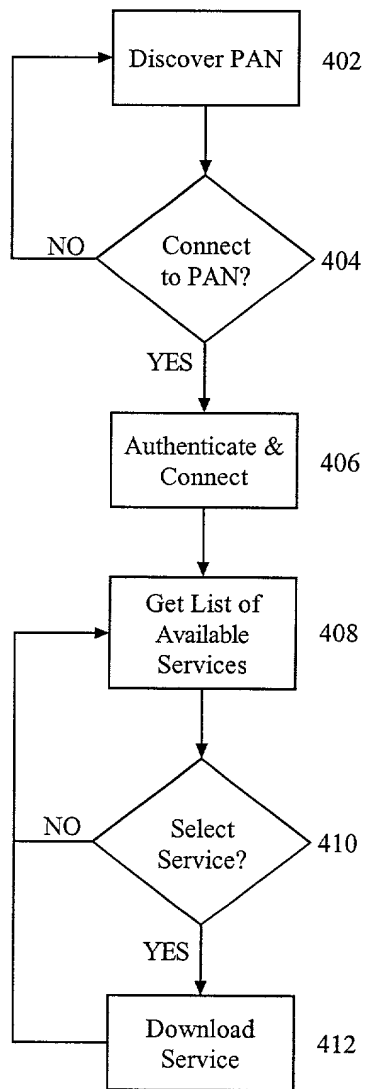 Discover PAN
402
Connect
to PAN?
404
NO
YES
Authenticate &
Connect
406
Get List of
Available
Services
408
Select
Service?
410
NO
YES
Download
Service
412